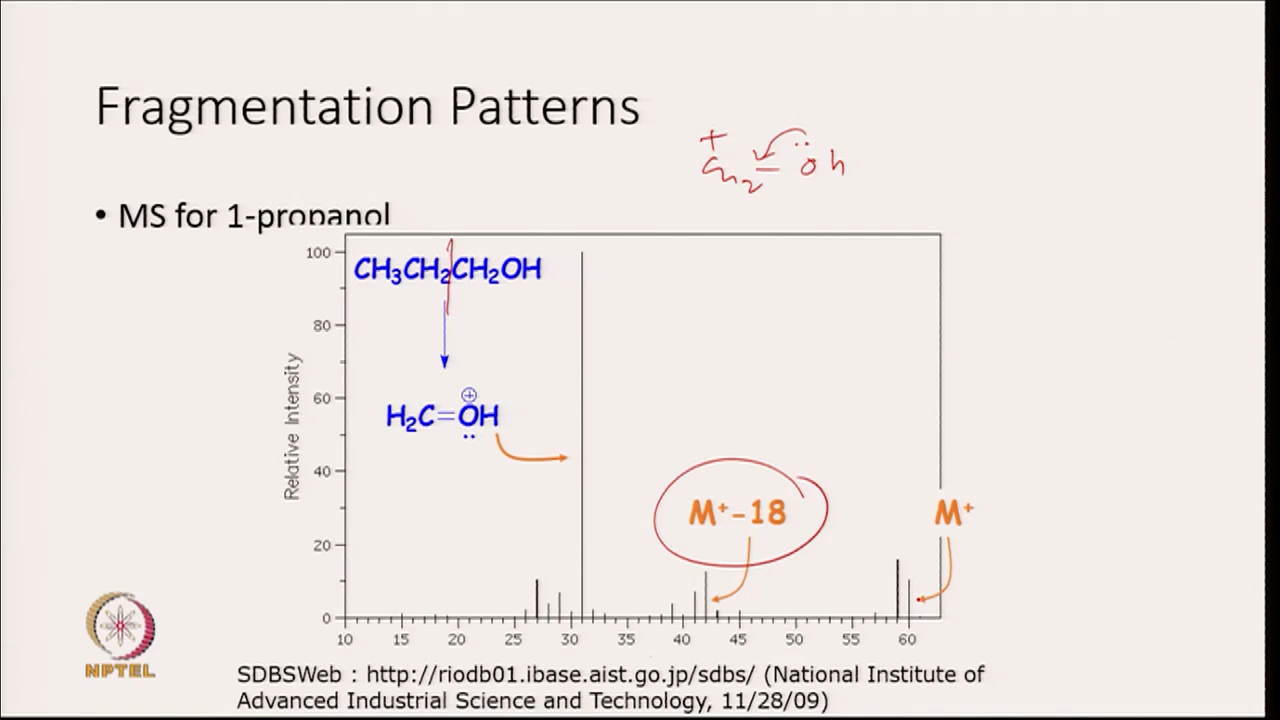 Fragmentation Patterns
+
CH2 = ÖH
• MS for 1-propanol
CH3CH2CH2OH
H2C=OH
+
M+-18
M+
Relative Intensity
100
80
60
40
20
0
10 15 20 25 30 35 40 45 50 55 60
NPTEL
SDBSWeb : http://riodb01.ibase.aist.go.jp/sdbs/ (National Institute of
Advanced Industrial Science and Technology, 11/28/09)